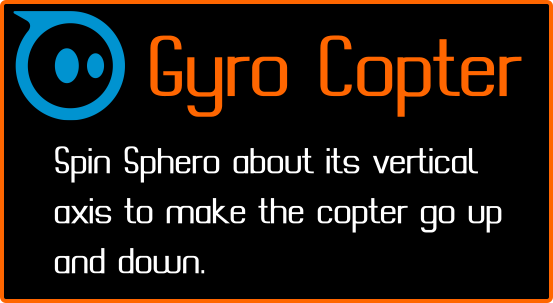 Gyro Copter
Spin Sphero about its vertical
axis to make the copter go up
and down.